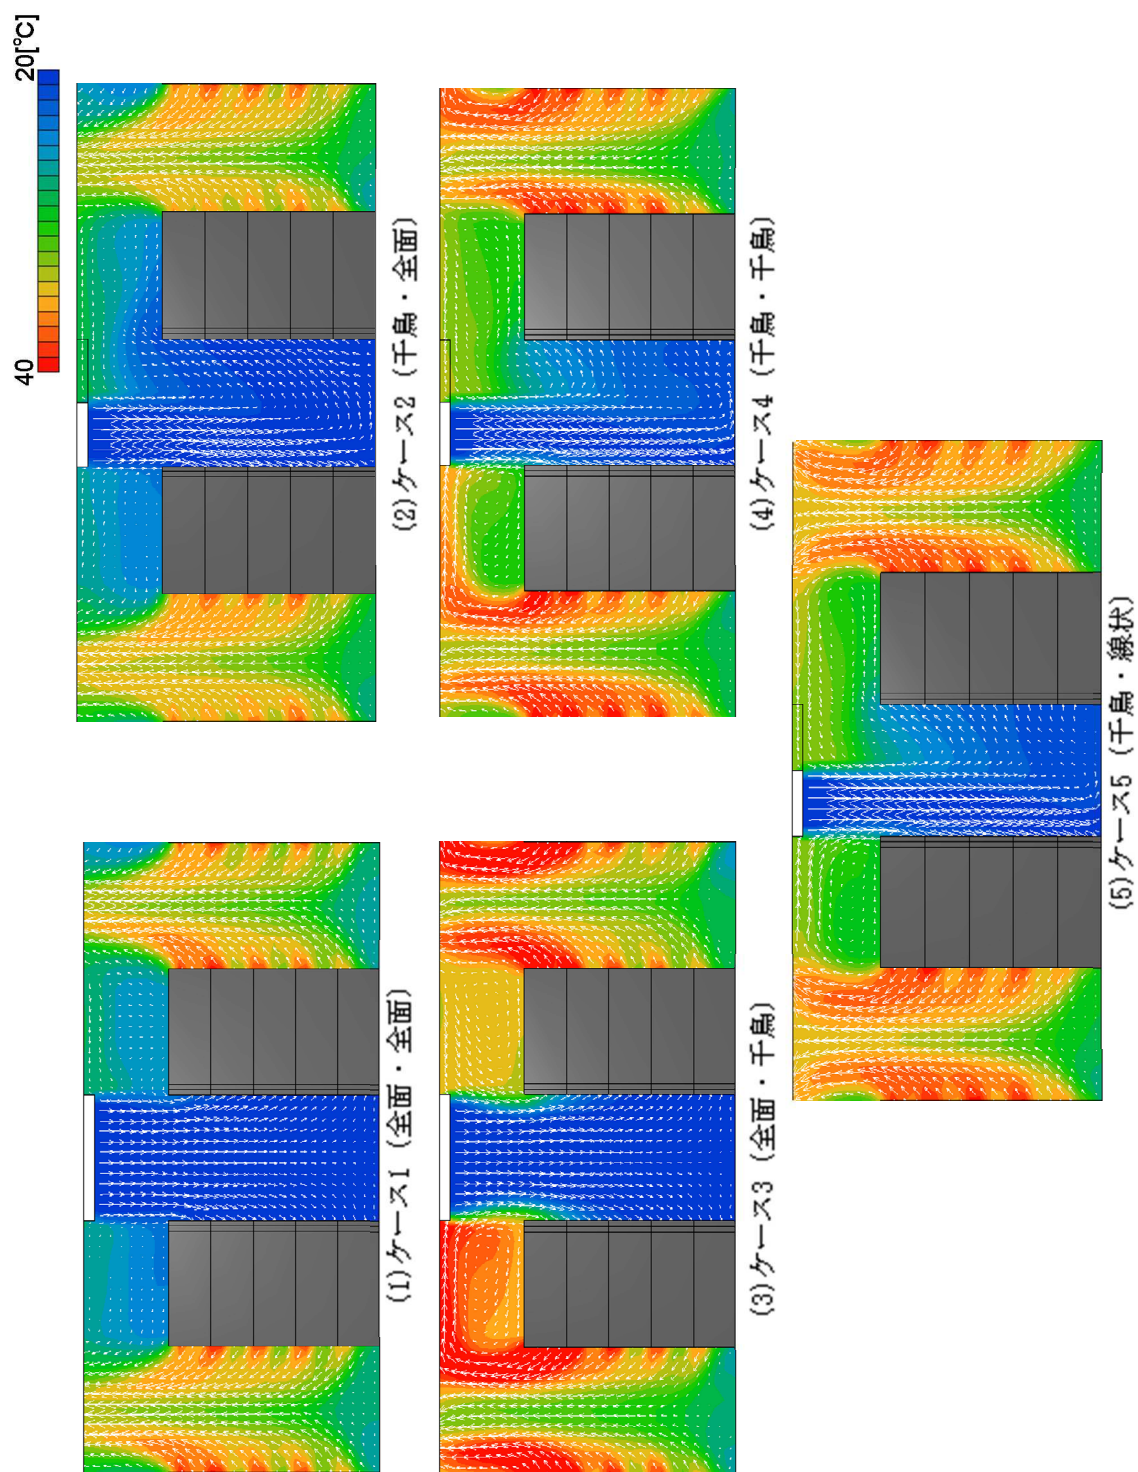 20[℃]
40
(1)ケース1 (全面・全面)
(2)ケース2 (千鳥・全面)
(3)ケース3 (全面・千鳥)
(4)ケース4 (千鳥・千鳥)
(5)ケース5 (千鳥・線状)